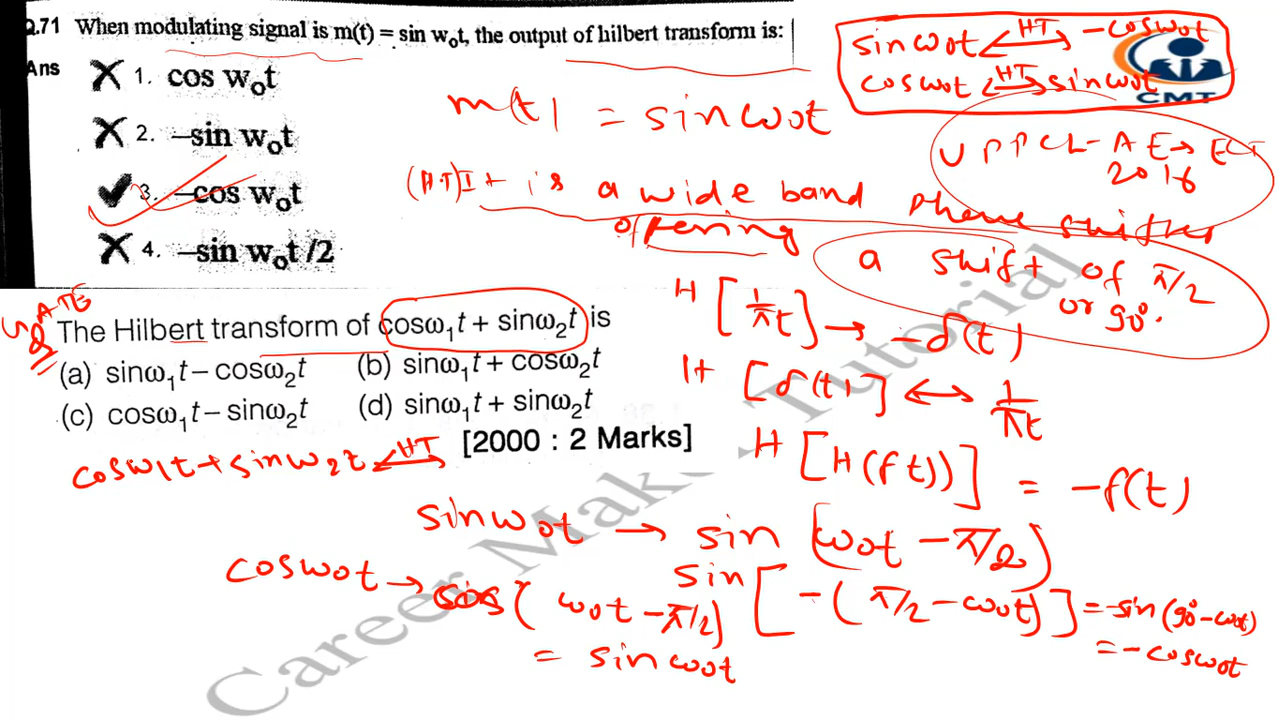 Q.71 When modulating signal is m(t) = sin w₀t, the output of hilbert transform is:
Ans
1. cos w₀t
2. –sin w₀t
3. –cos w₀t
4. –sin w₀t /2
sinω₀t ⟷HT –cosω₀t
cosω₀t ⟷HT sinω₀t
CMT
m(t) = sinω₀t
UPPCL-AE→EC
2016
(HT) It is a wide band phase shifter
offering
a shift of π/2
or 90°.
GATE
The Hilbert transform of cosω₁t + sinω₂t is
(a) sinω₁t – cosω₂t (b) sinω₁t + cosω₂t
(c) cosω₁t – sinω₂t (d) sinω₁t + sinω₂t
[2000 : 2 Marks]
cosω₁t + sinω₂t ⟷HT
H [1/πt] → –δ(t)
H [δ(t)] ⟷ 1/πt
H [H(f t))] = –f(t)
sinω₀t → sin (ω₀t – π/2)
sin [–(π/2 – ω₀t)] = –sin(90° – ω₀t)
= –cosω₀t
cosω₀t → cos(ω₀t – π/2)
= sinω₀t
Career Make Tutorial